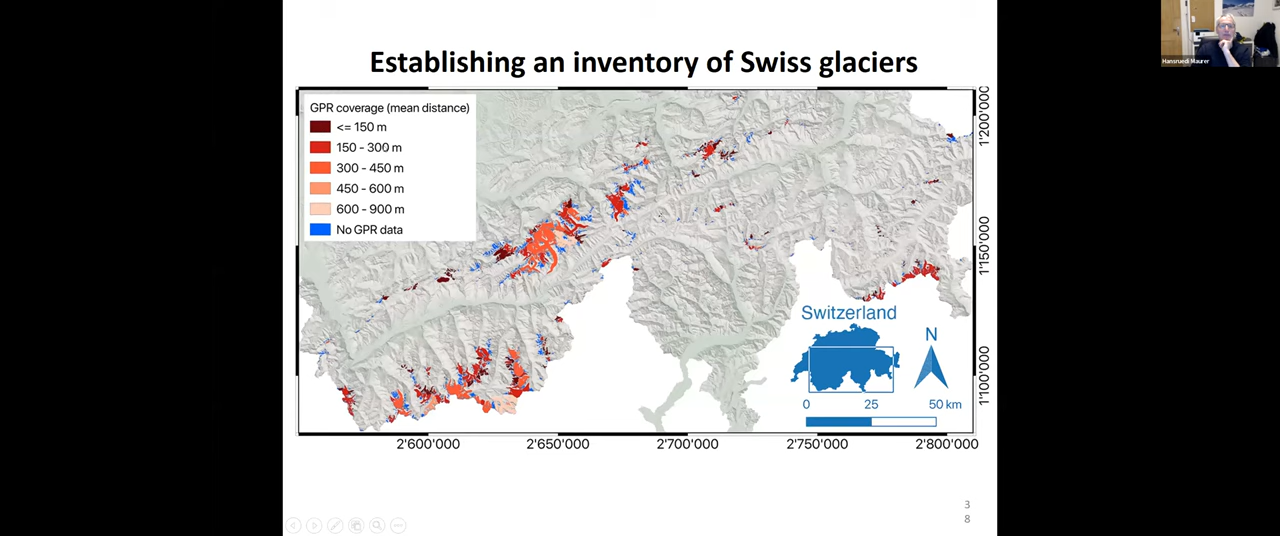 Establishing an inventory of Swiss glaciers
GPR coverage (mean distance)
<= 150 m
150 - 300 m
300 - 450 m
450 - 600 m
600 - 900 m
No GPR data
1'200'000
1'150'000
1'100'000
Switzerland
N
0 25 50 km
2'600'000 2'650'000 2'700'000 2'750'000 2'800'000
3
8
Hansruedi Maurer